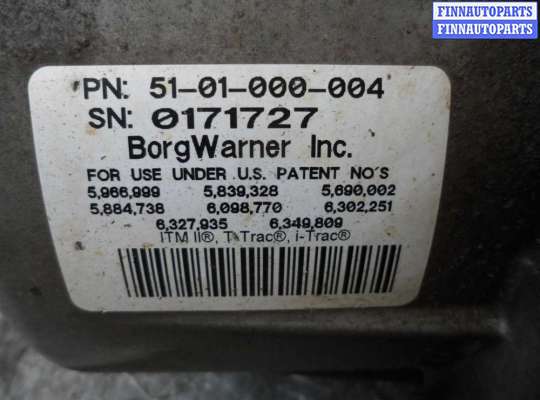 FINNAUTOPARTS
FINNAUTOPARTS
PN: 51-01-000-004
SN: 0171727
BorgWarner Inc.
FOR USE UNDER U.S. PATENT NO'S
5,966,999 5,839,328 5,690,002
5,884,738 6,098,770 6,302,251
6,327,935 6,349,809
ITM II®, T-Trac®, i-Trac®